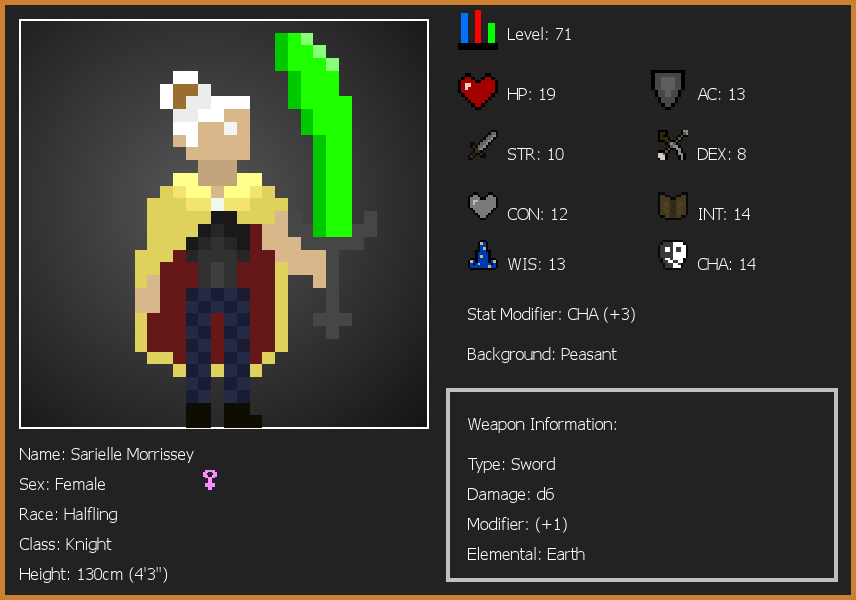 Level: 71
HP: 19
AC: 13
STR: 10
DEX: 8
CON: 12
INT: 14
WIS: 13
CHA: 14
Stat Modifier: CHA (+3)
Background: Peasant
Weapon Information:
Type: Sword
Damage: d6
Modifier: (+1)
Elemental: Earth
Name: Sarielle Morrissey
Sex: Female
Race: Halfling
Class: Knight
Height: 130cm (4'3")